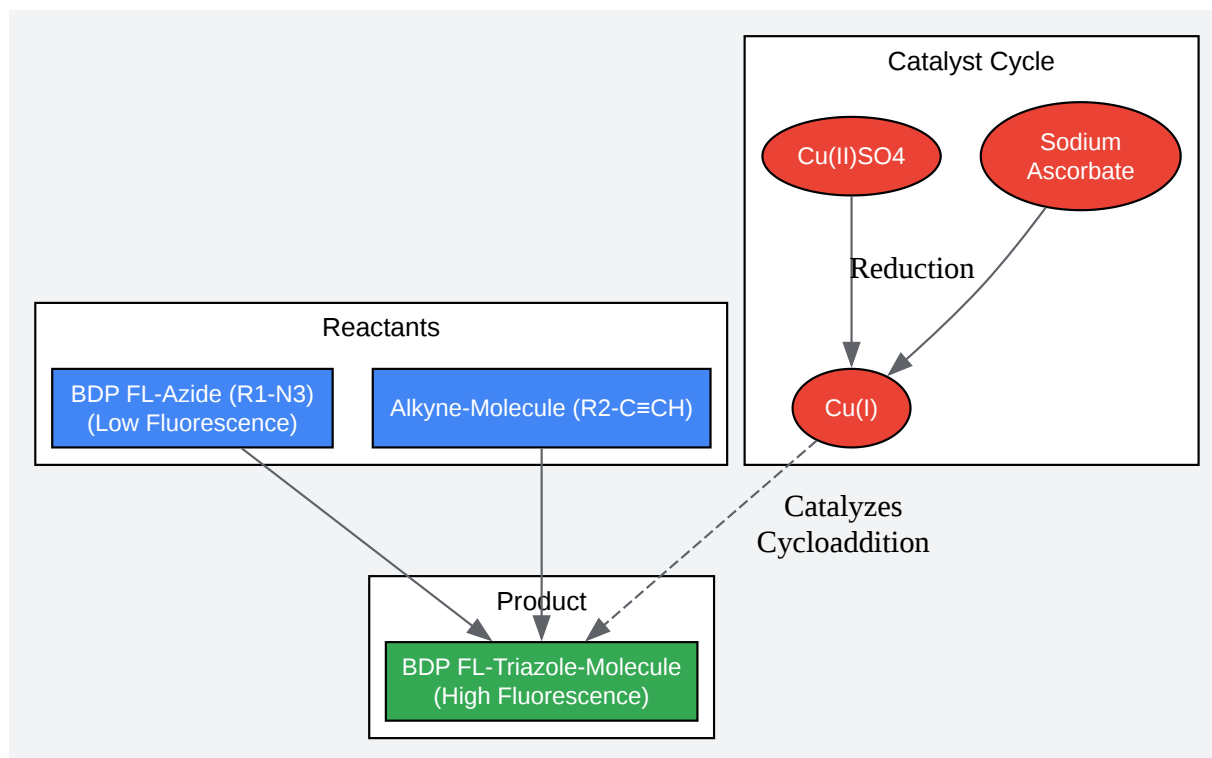 Catalyst Cycle
Cu(II)SO4
Sodium
Ascorbate
Reduction
Reactants
BDP FL-Azide (R1-N3)
(Low Fluorescence)
Alkyne-Molecule (R2-C≡CH)
Cu(I)
Catalyzes
Cycloaddition
Product
BDP FL-Triazole-Molecule
(High Fluorescence)